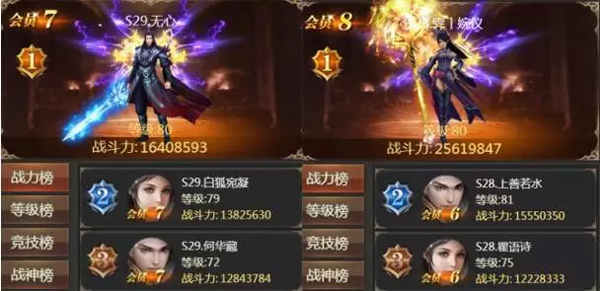 会员 7
S29.无心
1
等级:80
战斗力:16408593
战力榜
等级榜
竞技榜
战神榜
2
会员 7
S29.白狐宛凝
等级:79
战斗力:13825630
3
会员 7
S29.何华藏
等级:72
战斗力:12843784
会员 8
丨婉仪
1
等级:80
战斗力:25619847
战力榜
等级榜
竞技榜
战神榜
2
会员 6
S28.上善若水
等级:81
战斗力:15550350
3
会员 6
S28.瞿语诗
等级:75
战斗力:12228333